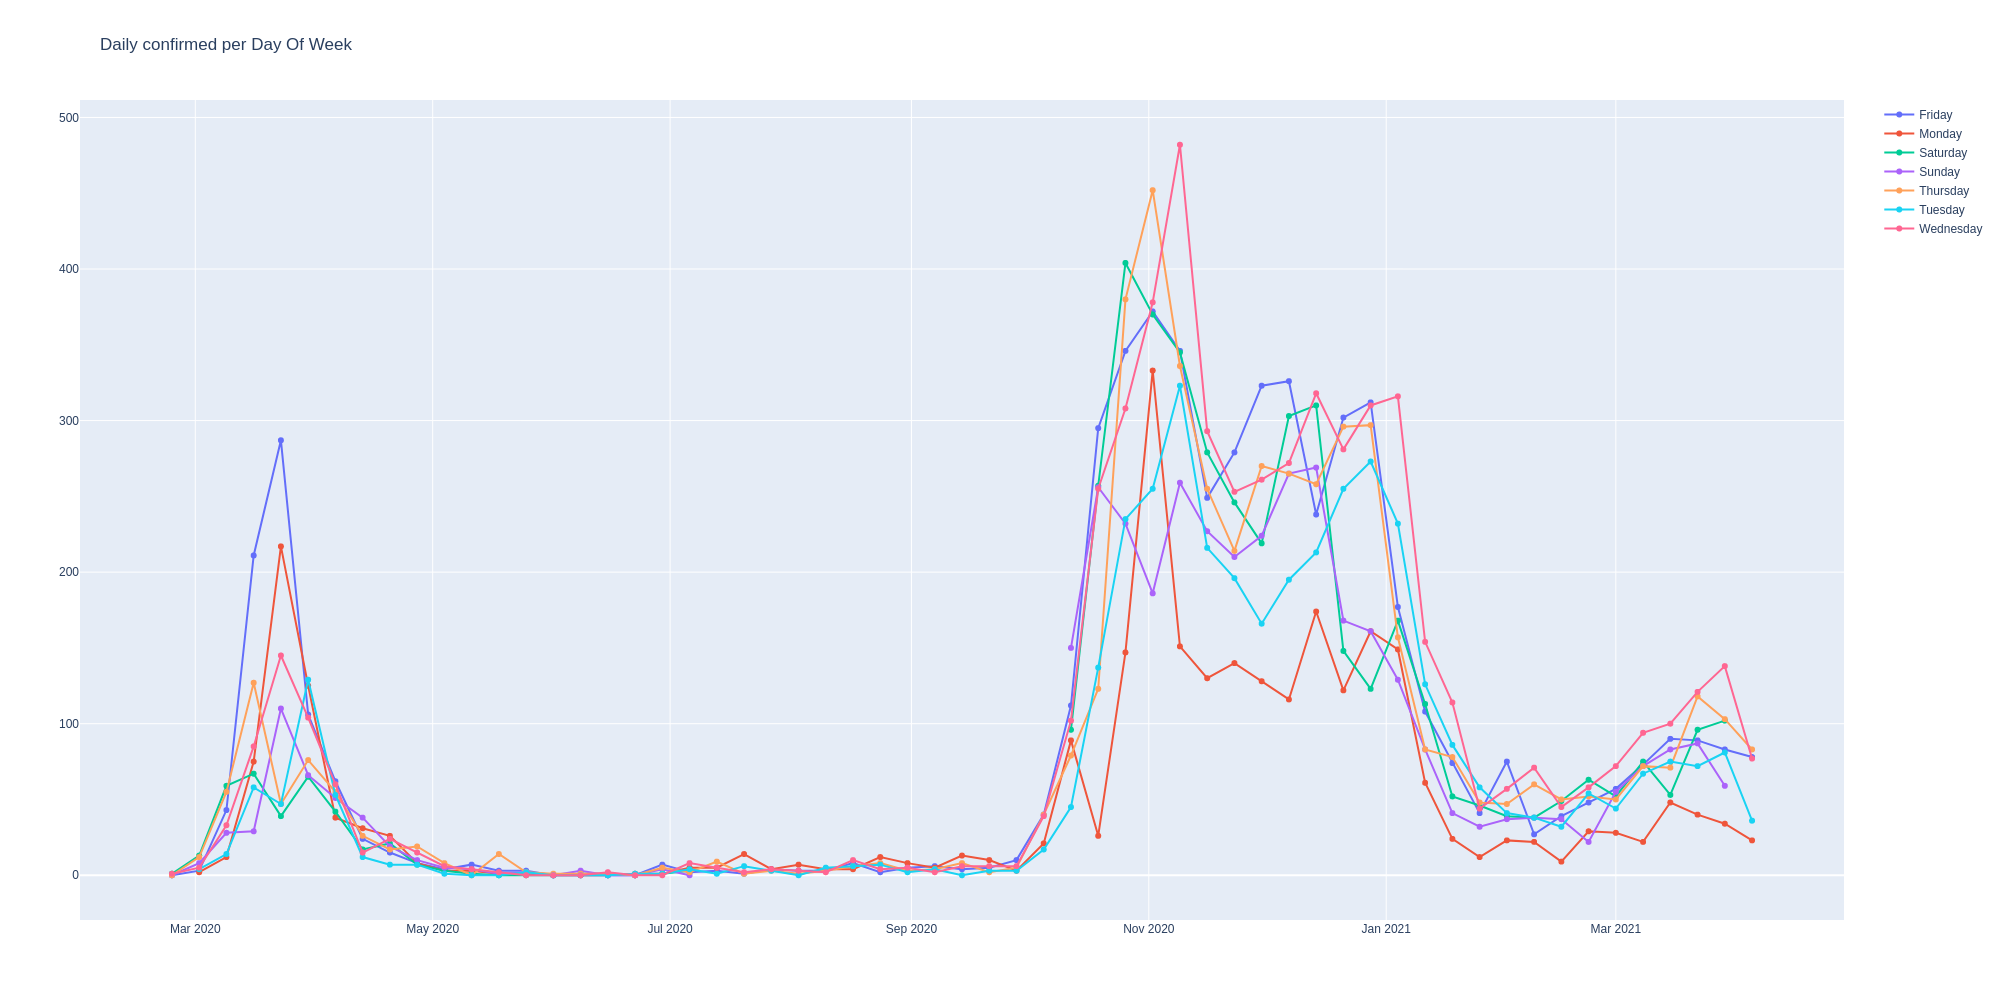 Daily confirmed per Day Of Week
500
400
300
200
100
0
Mar 2020
May 2020
Jul 2020
Sep 2020
Nov 2020
Jan 2021
Mar 2021
Friday
Monday
Saturday
Sunday
Thursday
Tuesday
Wednesday